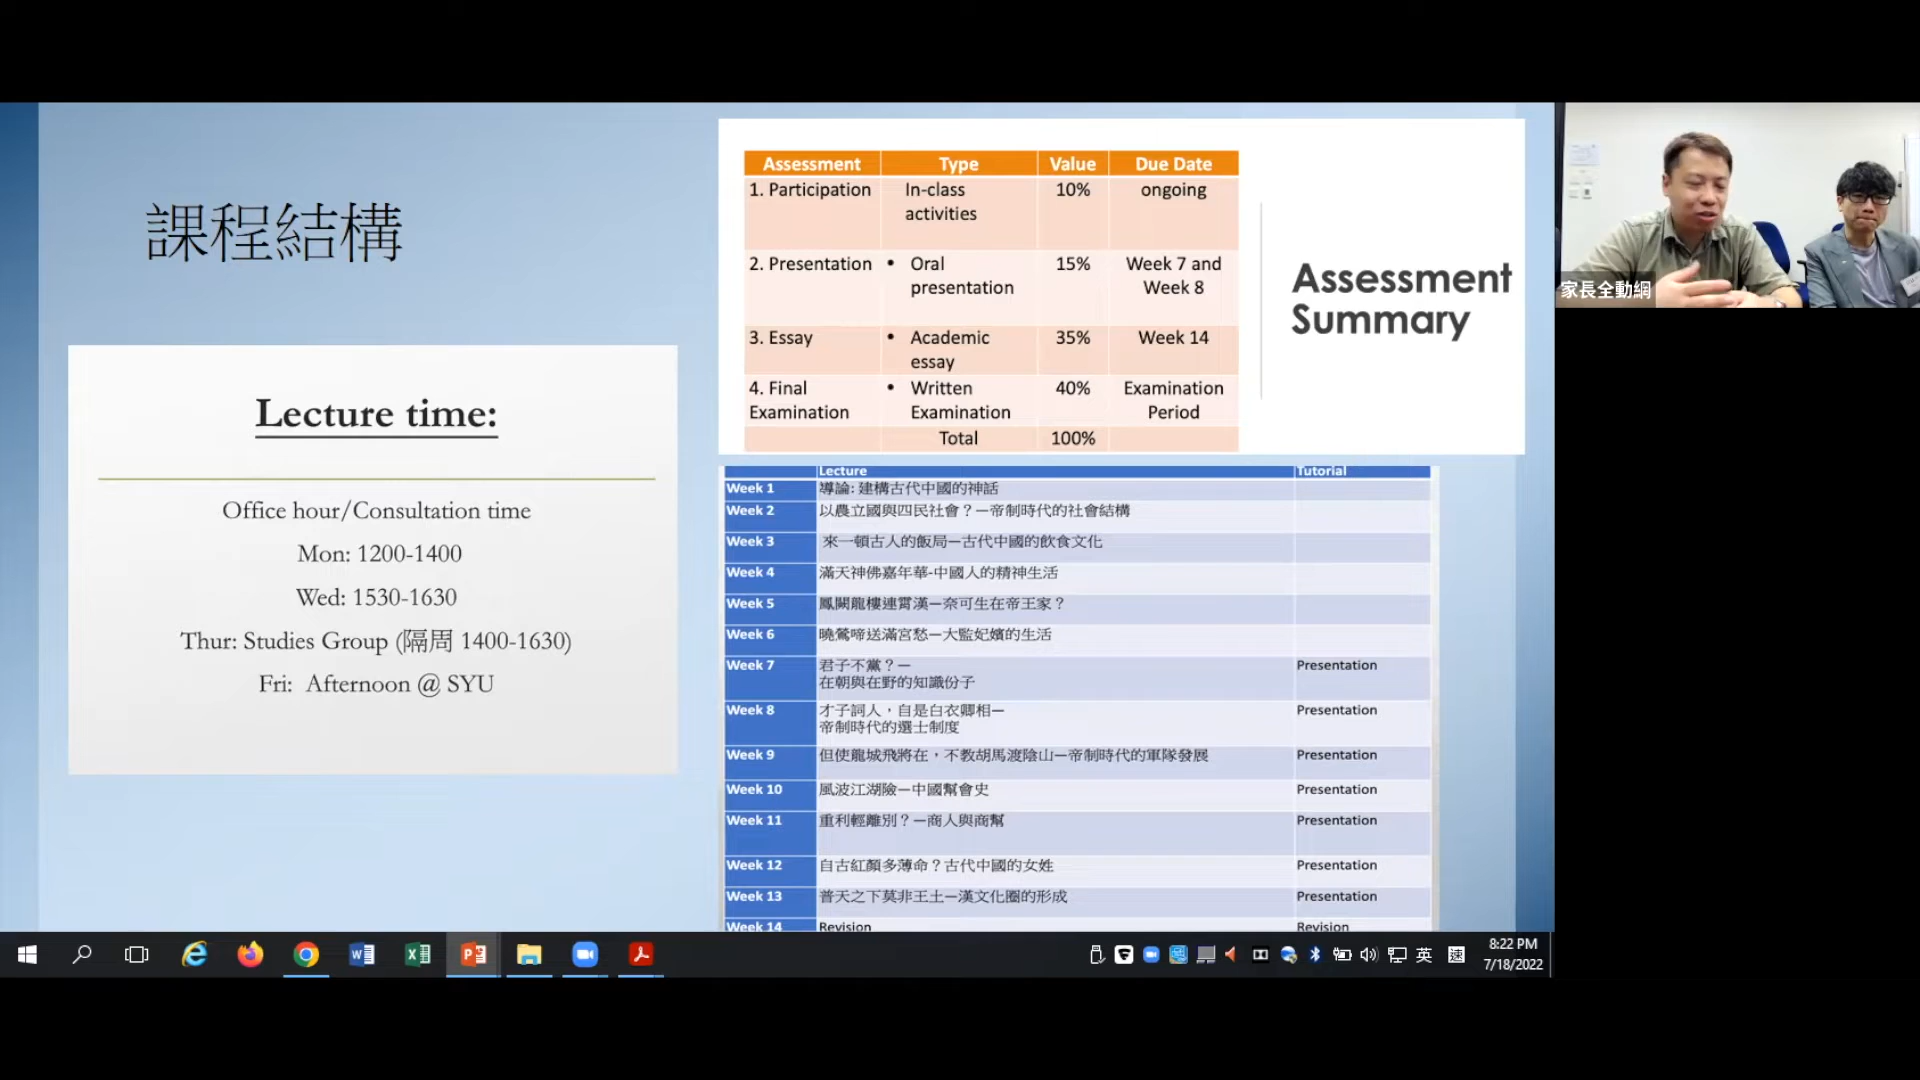 課程結構
Lecture time:
Office hour/Consultation time
Mon: 1200-1400
Wed: 1530-1630
Thur: Studies Group (隔周 1400-1630)
Fri: Afternoon @ SYU
Assessment Type Value Due Date
1. Participation In-class activities 10% ongoing
2. Presentation • Oral presentation 15% Week 7 and Week 8
3. Essay • Academic essay 35% Week 14
4. Final Examination • Written Examination 40% Examination Period
Total 100%
Assessment
Summary
Lecture Tutorial
Week 1 導論: 建構古代中國的神話
Week 2 以農立國與四民社會？—帝制時代的社會結構
Week 3 來一頓古人的飯局—古代中國的飲食文化
Week 4 滿天神佛嘉年華-中國人的精神生活
Week 5 鳳闕龍樓連霄漢—奈可生在帝王家？
Week 6 曉鶯啼送滿宮愁—大監妃嬪的生活
Week 7 君子不黨？— Presentation
在朝與在野的知識份子
Week 8 才子詞人，自是白衣卿相— Presentation
帝制時代的選士制度
Week 9 但使龍城飛將在，不教胡馬渡陰山—帝制時代的軍隊發展 Presentation
Week 10 風波江湖險—中國幫會史 Presentation
Week 11 重利輕離別？—商人與商幫 Presentation
Week 12 自古紅顏多薄命？古代中國的女姓 Presentation
Week 13 普天之下莫非王土—漢文化圈的形成 Presentation
Week 14 Revision Revision
家長全動網
英 速
8:22 PM
7/18/2022